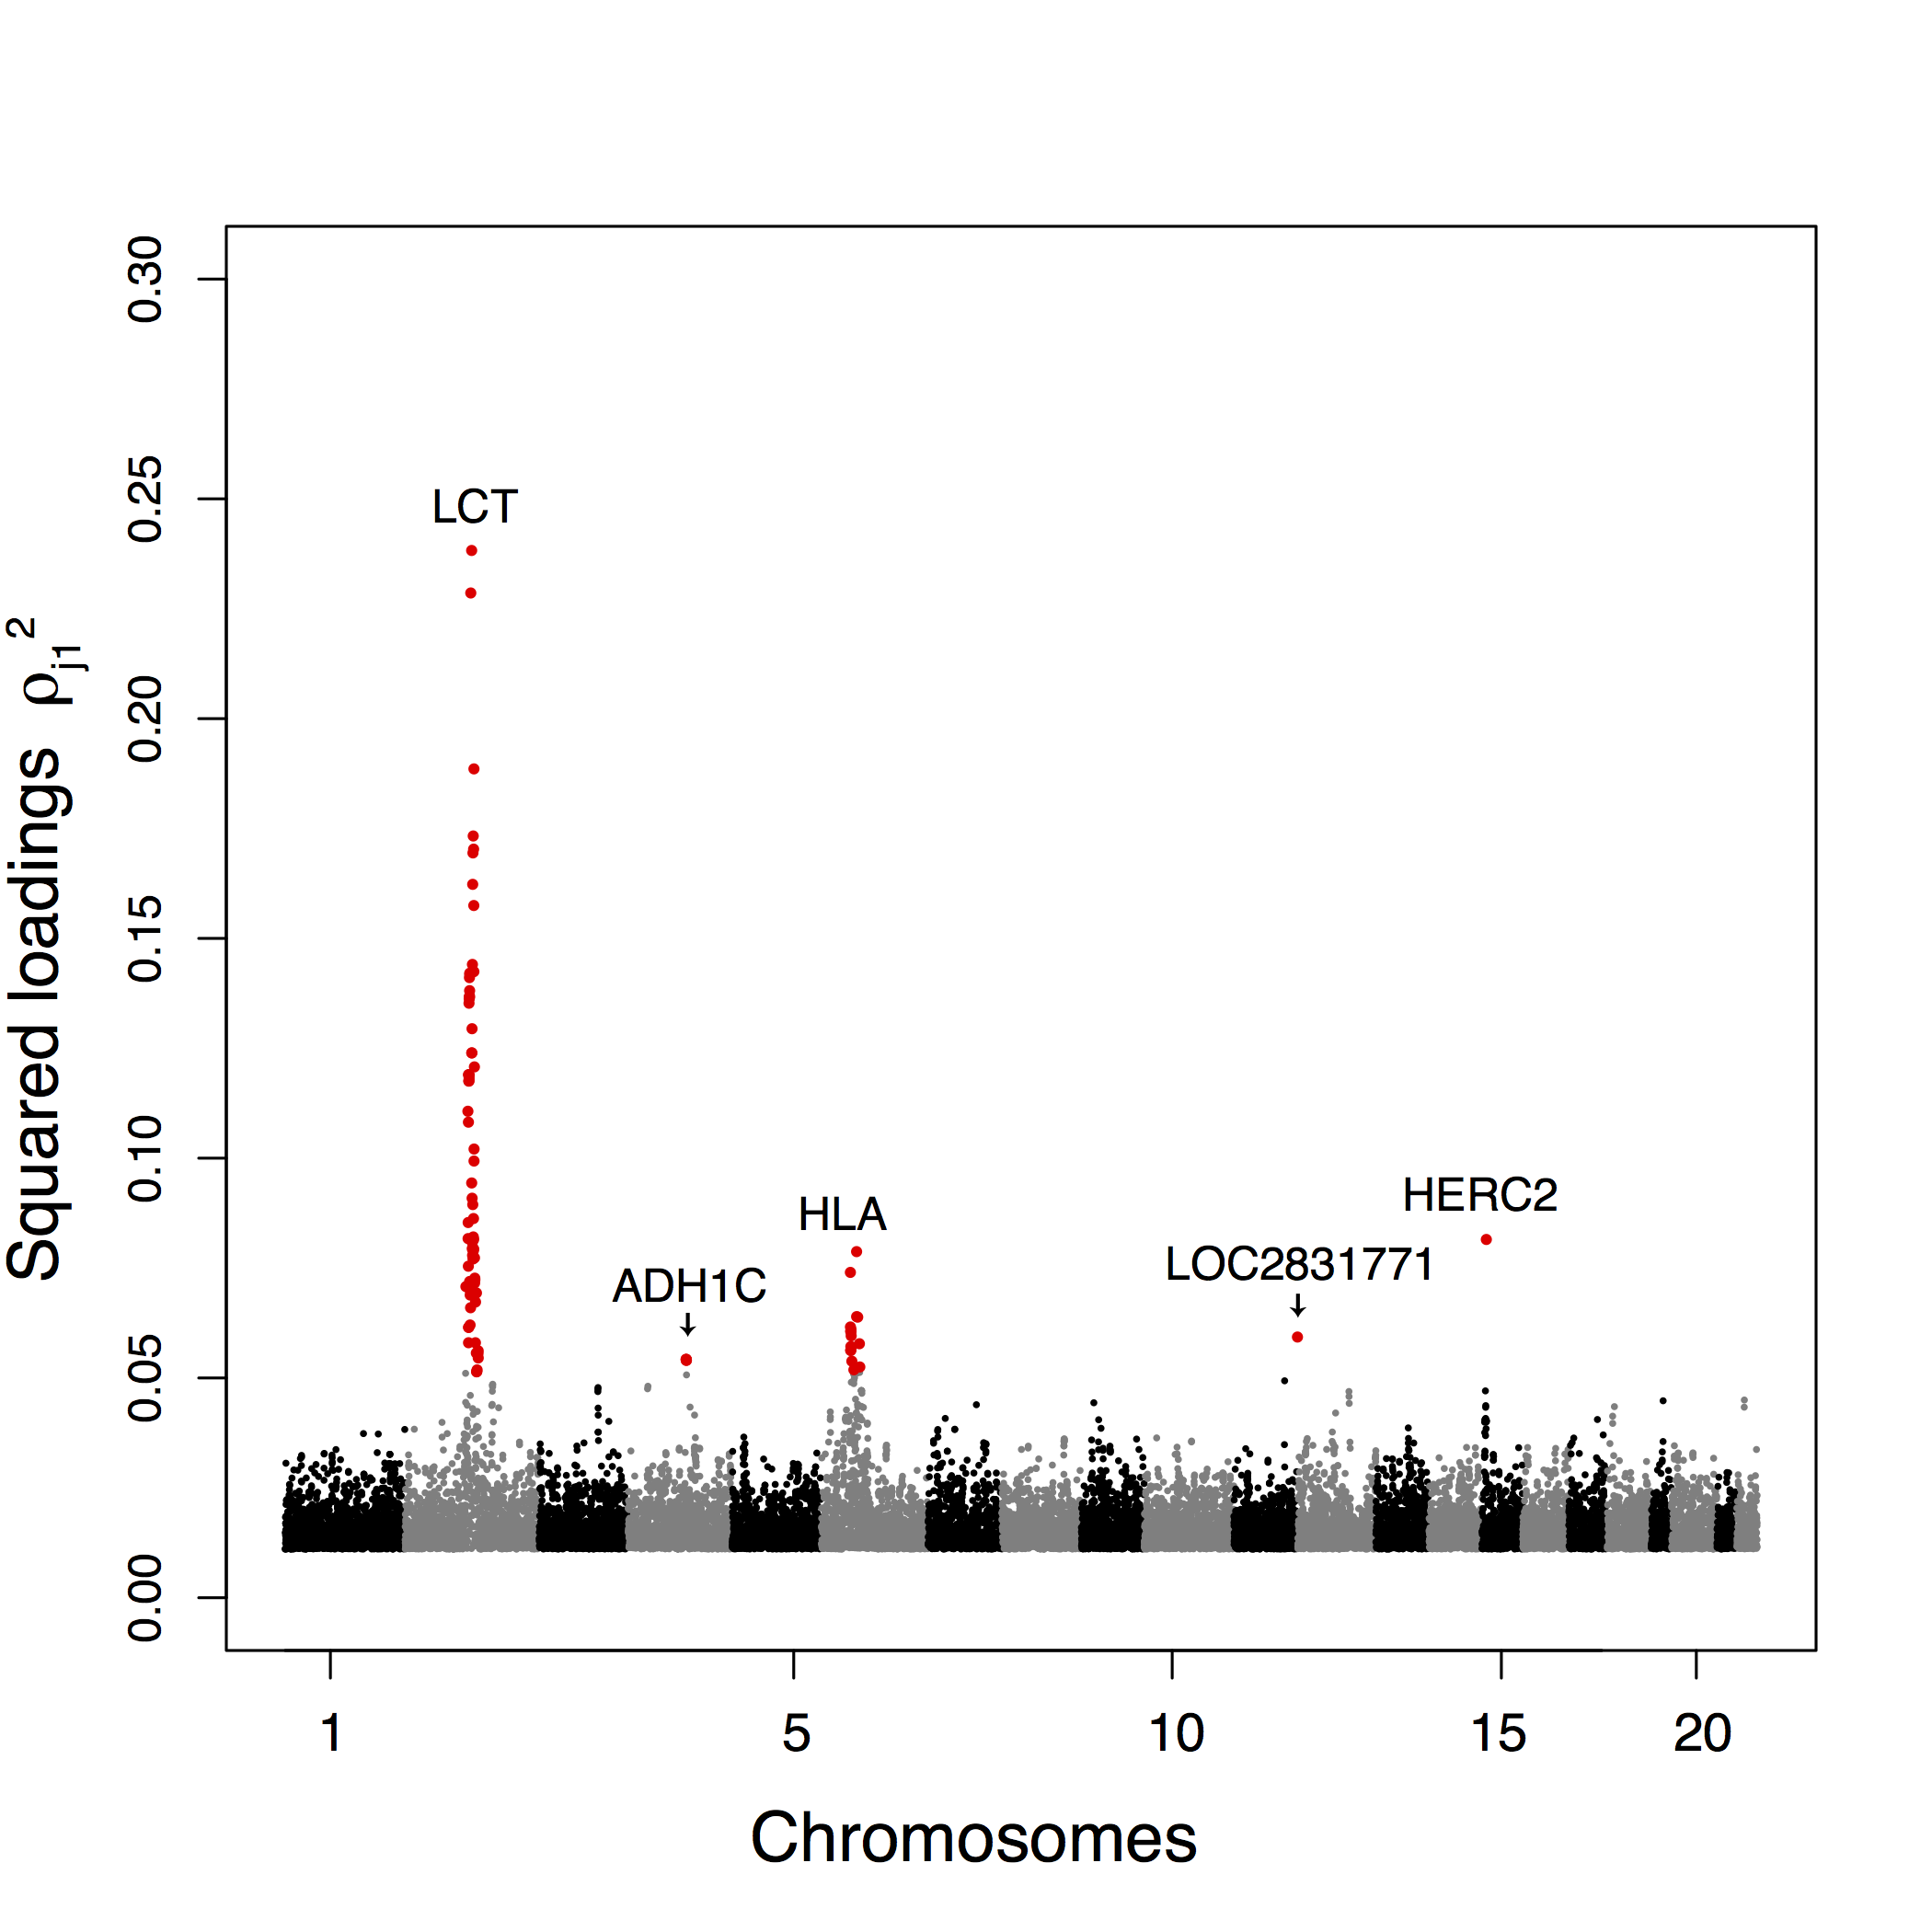 0.30
0.25
0.20
0.15
0.10
0.05
0.00
Squared loadings ρj1²
LCT
ADH1C
↓
HLA
LOC2831771
↓
HERC2
1 5 10 15 20
Chromosomes